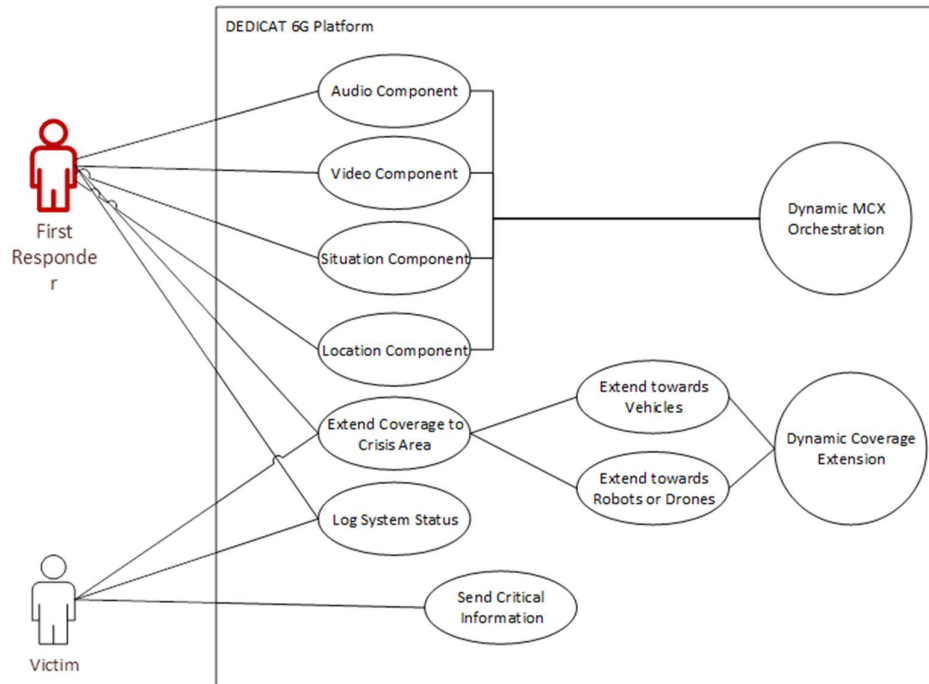 DEDICAT 6G Platform
Audio Component
Video Component
Situation Component
Location Component
Extend Coverage to
Crisis Area
Log System Status
Send Critical
Information
Extend towards
Vehicles
Extend towards
Robots or Drones
Dynamic MCX
Orchestration
Dynamic Coverage
Extension
First
Responde
r
Victim